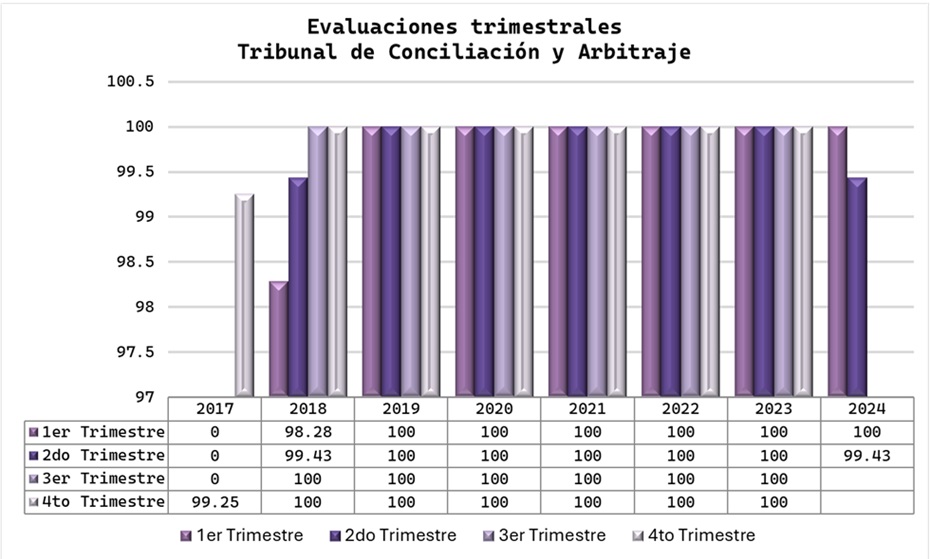 Evaluaciones trimestrales
Tribunal de Conciliación y Arbitraje
100.5
100
99.5
99
98.5
98
97.5
97
2017 2018 2019 2020 2021 2022 2023 2024
1er Trimestre 0 98.28 100 100 100 100 100 100
2do Trimestre 0 99.43 100 100 100 100 100 99.43
3er Trimestre 0 100 100 100 100 100 100
4to Trimestre 99.25 100 100 100 100 100 100
1er Trimestre 2do Trimestre 3er Trimestre 4to Trimestre